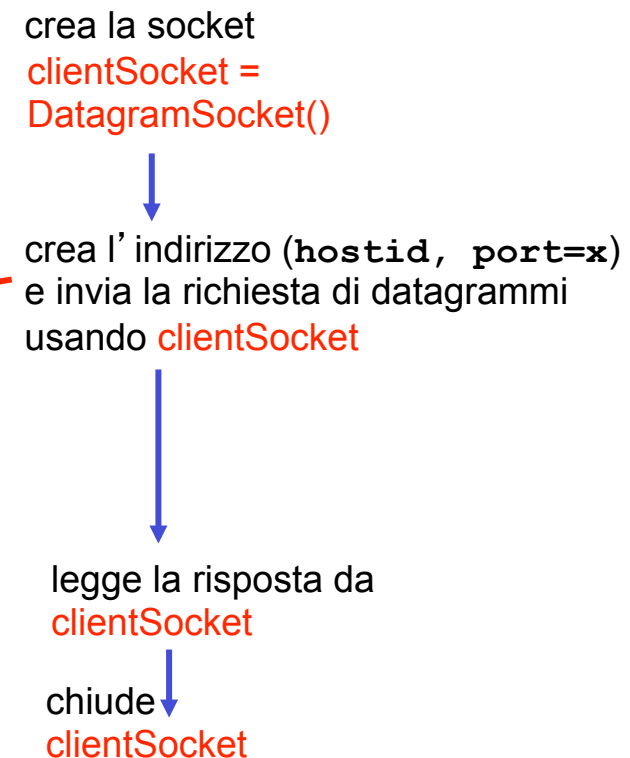 crea la socket
clientSocket =
DatagramSocket()
crea l’indirizzo (hostid, port=x)
e invia la richiesta di datagrammi
usando clientSocket
legge la risposta da
clientSocket
chiude
clientSocket